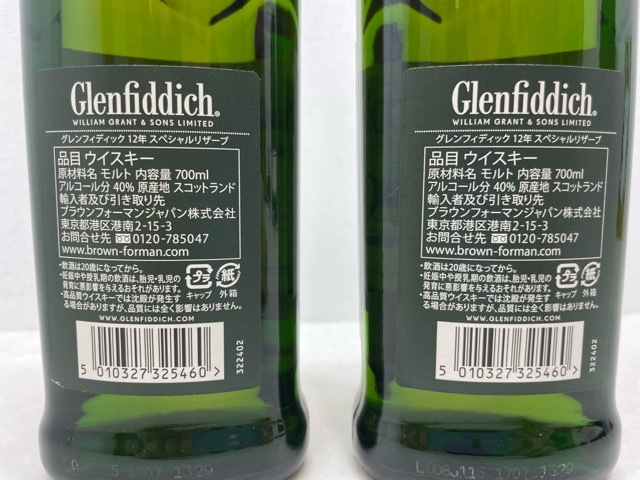 Glenfiddich®
WILLIAM GRANT & SONS LIMITED
グレンフィディック 12年 スペシャルリザーブ
品目 ウイスキー
原材料名 モルト 内容量 700ml
アルコール分 40% 原産地 スコットランド
輸入者及び引き取り先
ブラウンフォーマンジャパン株式会社
東京都港区港南2-15-3
お問合せ先 0120-785047
www.brown-forman.com
・飲酒は20歳になってから。
・妊娠中や授乳期の飲酒は、胎児・乳児の
発育に悪影響を与えるおそれがあります。
・高品質ウイスキーでは沈殿が発生す
る場合がありますが、品質には全く影響はありません。
プラ
キャップ
紙
外箱
WWW.GLENFIDDICH.COM
5 010327 325460 >
322402
1329
Glenfiddich®
WILLIAM GRANT & SONS LIMITED
グレンフィディック 12年 スペシャルリザーブ
品目 ウイスキー
原材料名 モルト 内容量 700ml
アルコール分 40% 原産地 スコットランド
輸入者及び引き取り先
ブラウンフォーマンジャパン株式会社
東京都港区港南2-15-3
お問合せ先 0120-785047
www.brown-forman.com
・飲酒は20歳になってから。
・妊娠中や授乳期の飲酒は、胎児・乳児の
発育に悪影響を与えるおそれがあります。
・高品質ウイスキーでは沈殿が発生す
る場合がありますが、品質には全く影響はありません。
プラ
キャップ
紙
外箱
WWW.GLENFIDDICH.COM
5 010327 325460 >
322402
1707 1329